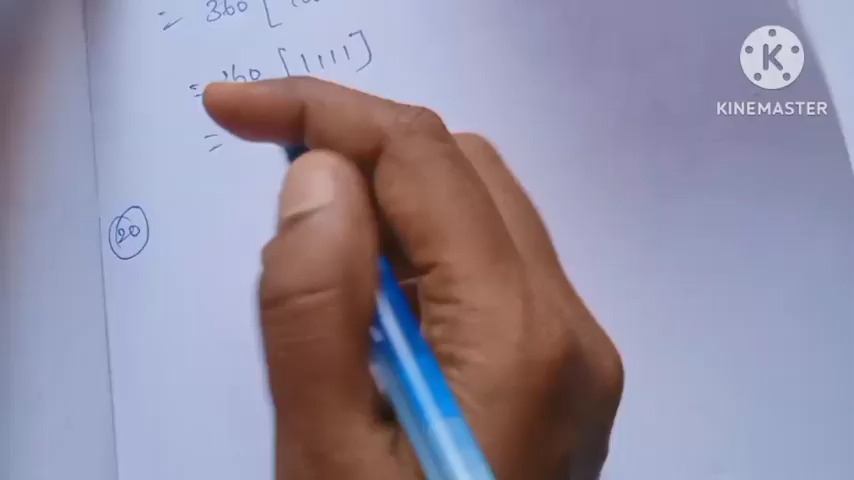 = 360 [
= 360 [1111]
=
20
K
KINEMASTER